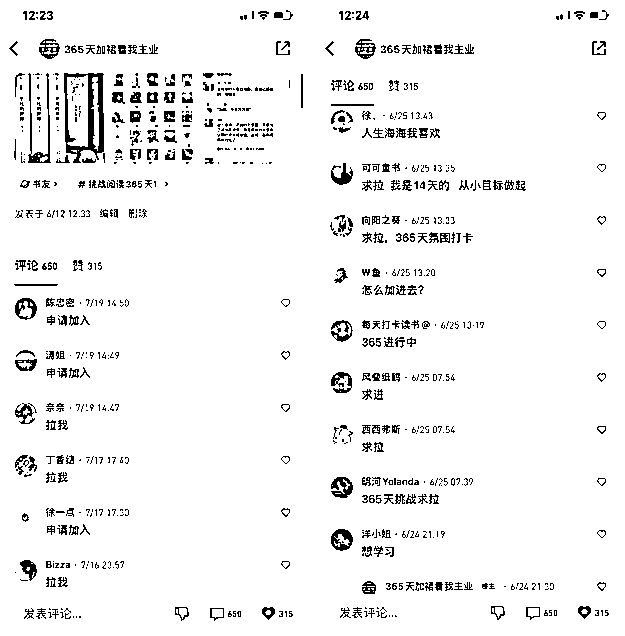 12:23
365天加裙看我主业
书友 ›
# 挑战阅读365天1 ›
发表于 6/12 12:33 编辑 删除
评论 650 赞 315
陈忠密 · 7/19 14:50
申请加入
7/19 14:49
申请加入
奈奈 · 7/19 14:47
拉我
丁香结 · 7/17 17:40
拉我
徐一点 · 7/17 17:30
申请加入
Bizza · 7/16 23:57
拉我
发表评论...
650
315
12:24
365天加裙看我主业
评论 650 赞 315
徐、 · 6/25 13:43
人生海海我喜欢
可可童书 · 6/25 13:35
求拉 我是14天的 从小目标做起
向阳之葵 · 6/25 13:33
求拉，365天氛围打卡
W鱼 · 6/25 13:20
怎么加进去？
每天打卡读书@ · 6/25 13:19
365进行中
风叠纸鹤 · 6/25 07:54
求进
西西弗斯 · 6/25 07:54
求拉
Yolanda · 6/25 07:39
365天挑战求拉
洋小姐 · 6/24 21:19
想学习
365天加裙看我主业 楼主 · 6/24 21:30
发表评论...
650
315